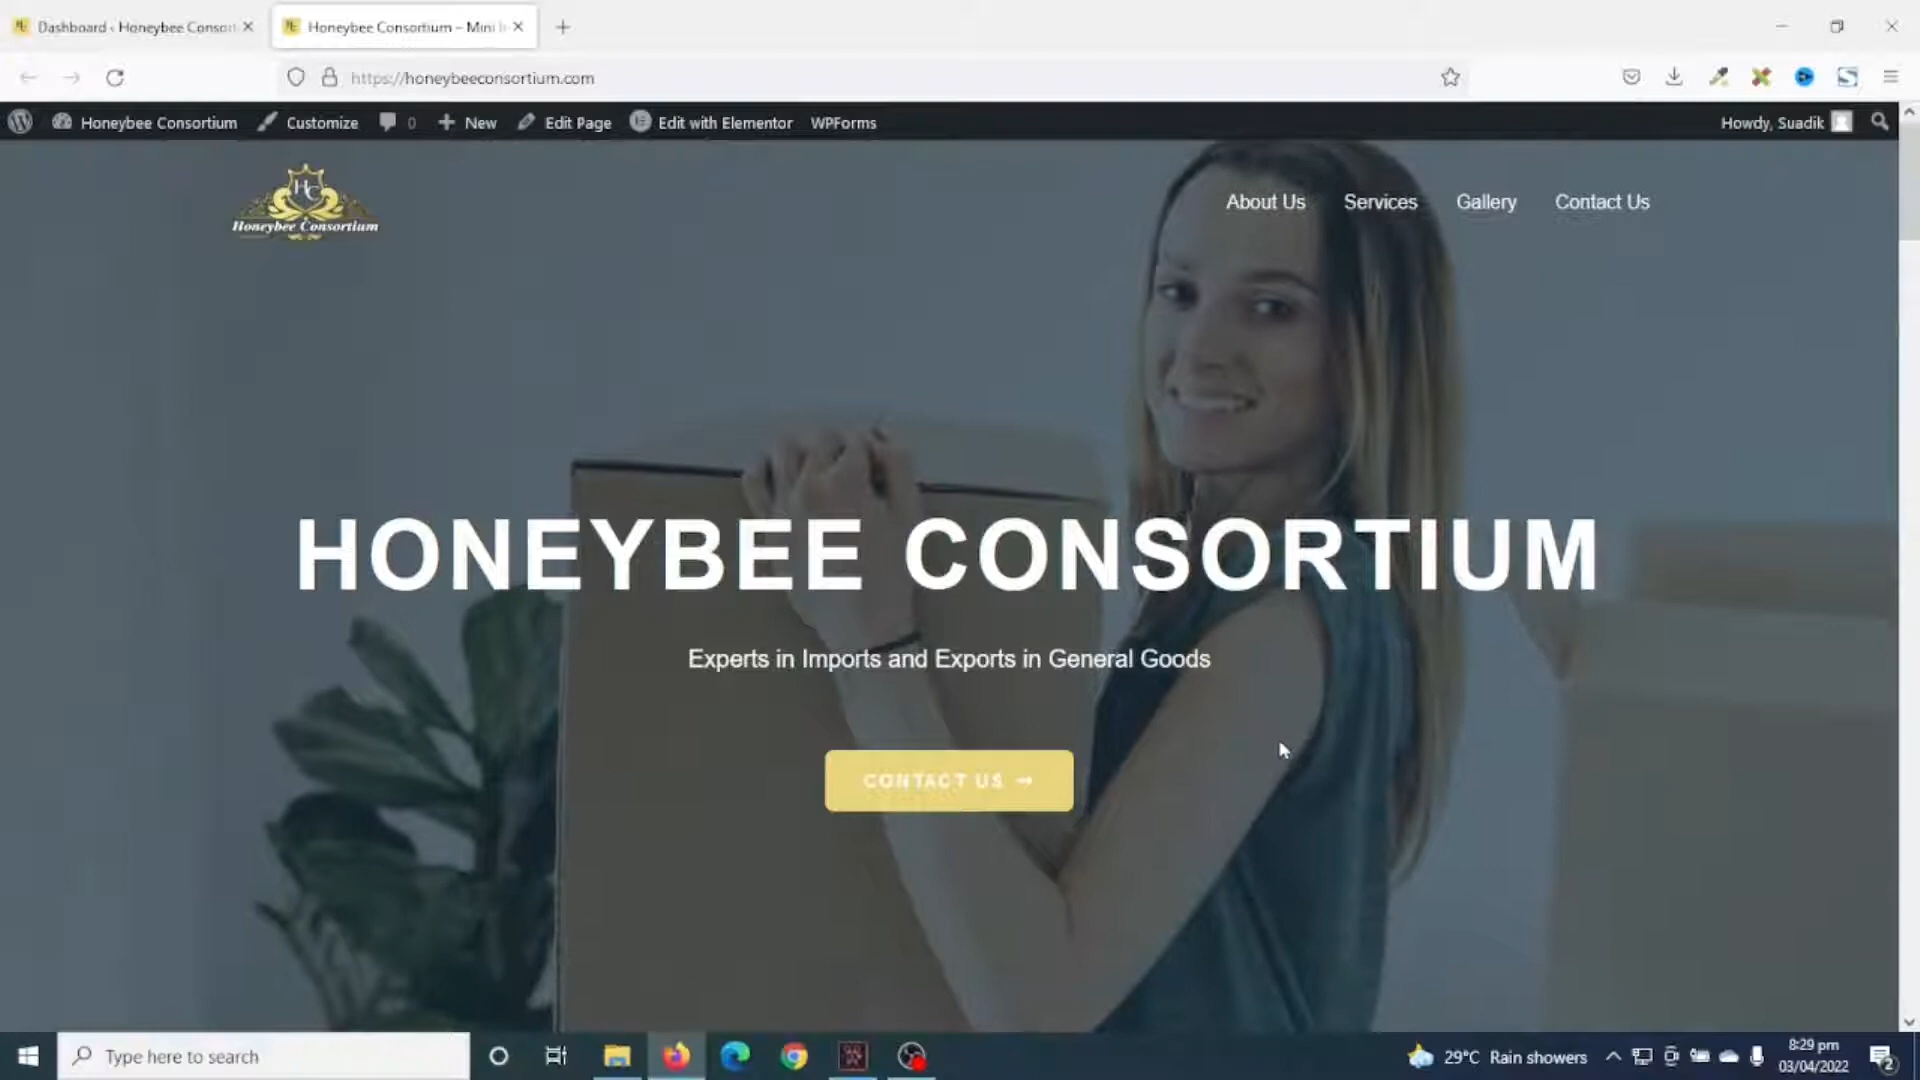 Dashboard ‹ Honeybee Consort
Honeybee Consortium – Mini I
https://honeybeeconsortium.com
Honeybee Consortium
Customize
0
New
Edit Page
Edit with Elementor
WPForms
Howdy, Suadik
HC
Honeybee Consortium
About Us
Services
Gallery
Contact Us
HONEYBEE CONSORTIUM
Experts in Imports and Exports in General Goods
CONTACT US →
Type here to search
29°C Rain showers
8:29 pm
03/04/2022
2